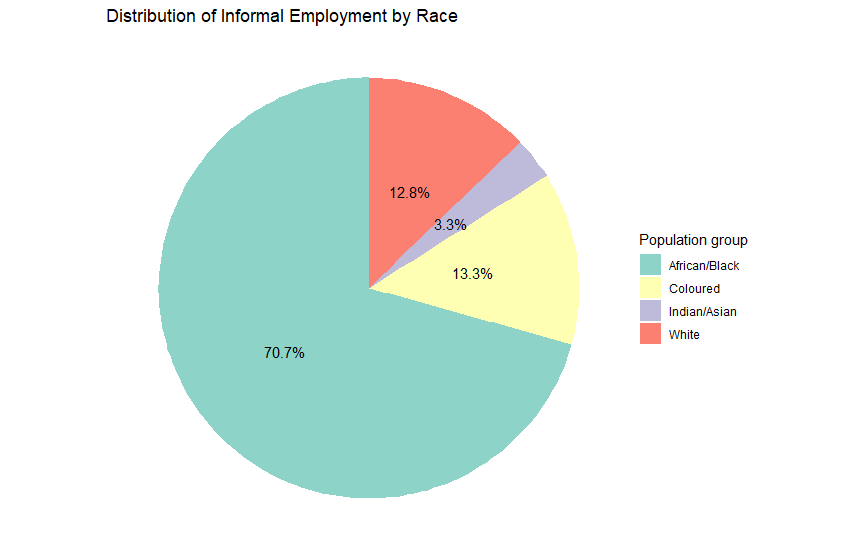 Distribution of Informal Employment by Race
12.8%
3.3%
13.3%
70.7%
Population group
African/Black
Coloured
Indian/Asian
White